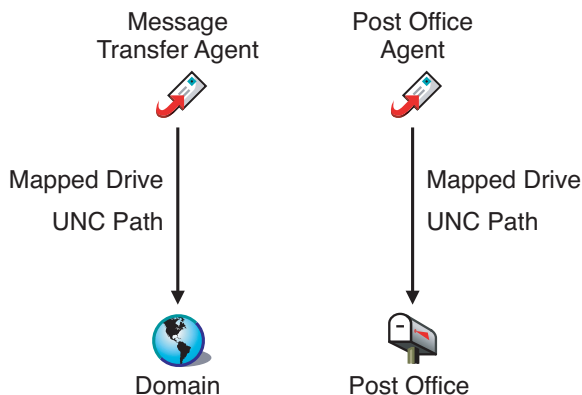 Message
Transfer Agent
Post Office
Agent
Mapped Drive
UNC Path
Mapped Drive
UNC Path
Domain
Post Office